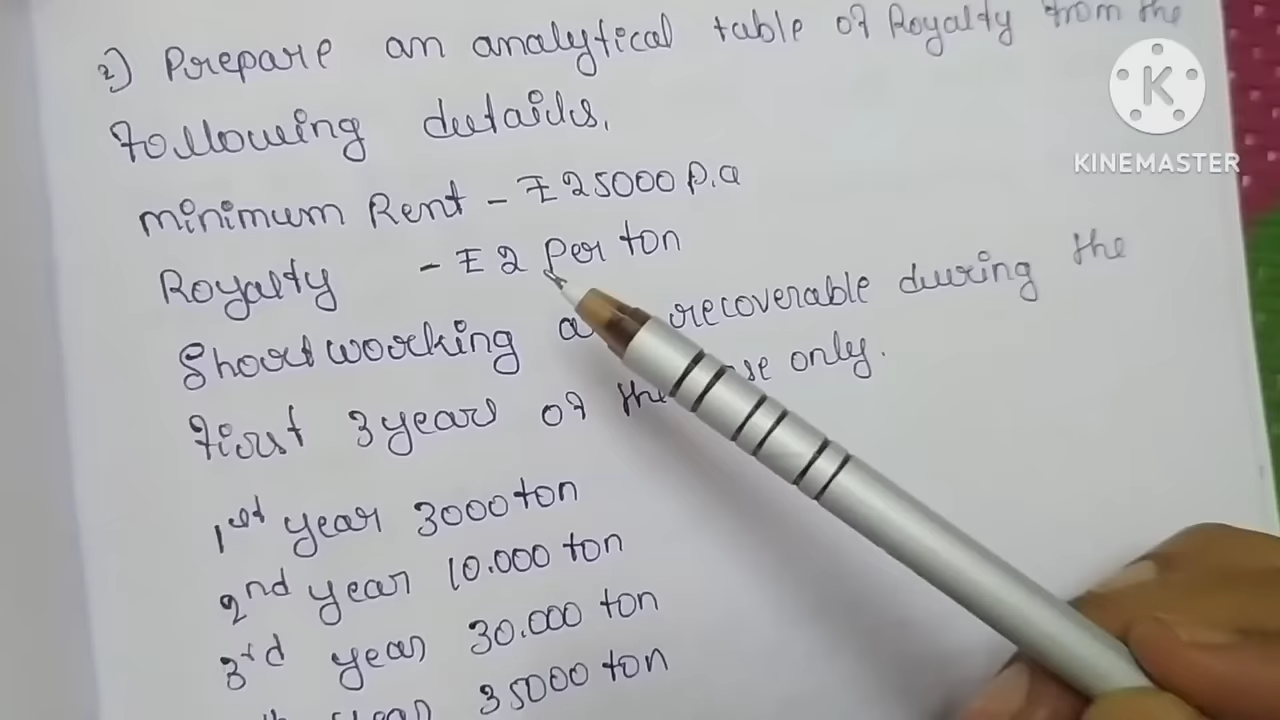 2) Prepare an analytical table of Royalty from the
Following details.
Minimum Rent - ₹25000 P.a
Royalty - ₹2 Per ton
Shortworking recoverable during the
First 3 years of the only.
1st year 3000 ton
2nd year 10.000 ton
3rd year 30.000 ton
year 35000 ton
KINEMASTER